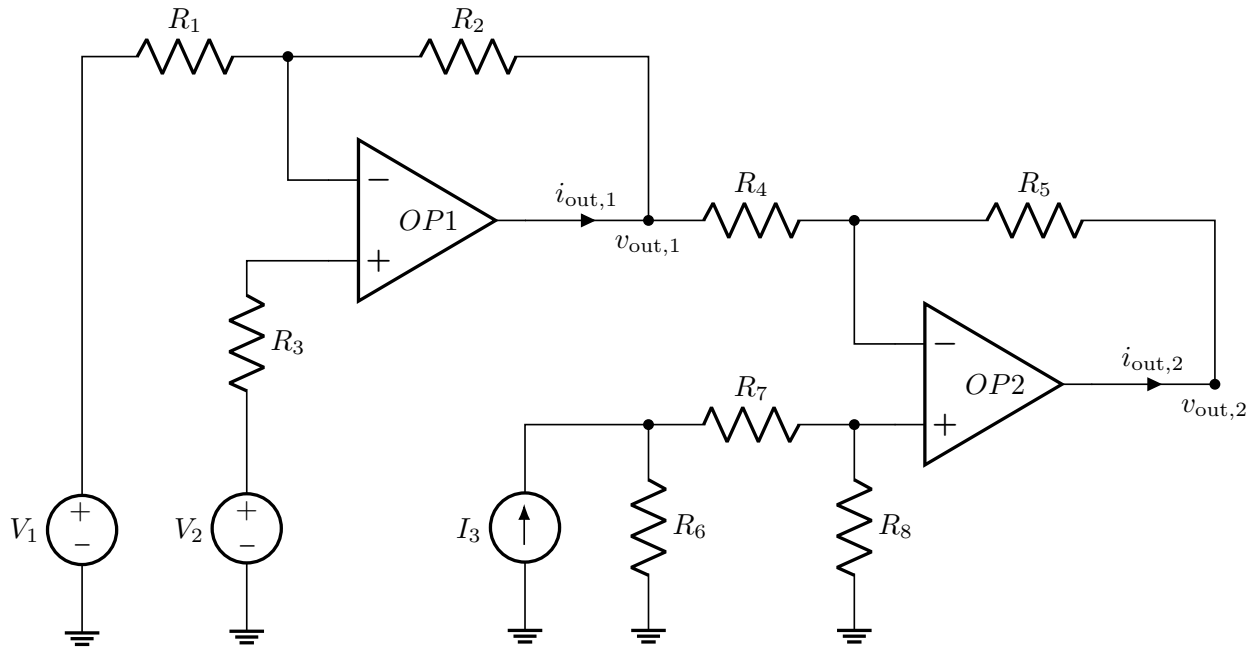 R₁
R₂
OP1
−
+
i_out,1
v_out,1
R₃
R₄
R₅
OP2
−
+
i_out,2
v_out,2
R₇
V₁
+
−
V₂
+
−
I₃
R₆
R₈